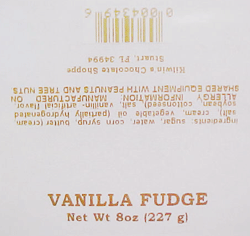 Ingredients: sugar, water, corn syrup, butter (cream,
salt), cream, vegetable oil (partially hydrogenated
soybean, cottonseed), salt, vanillin- artificial flavor.
ALLERGY INFORMATION: MANUFACTURED ON
SHARED EQUIPMENT WITH PEANUTS AND TREE NUTS
Kilwin's Chocolate Shoppe
Stuart, FL 34994
VANILLA FUDGE
Net Wt 8oz (227 g)